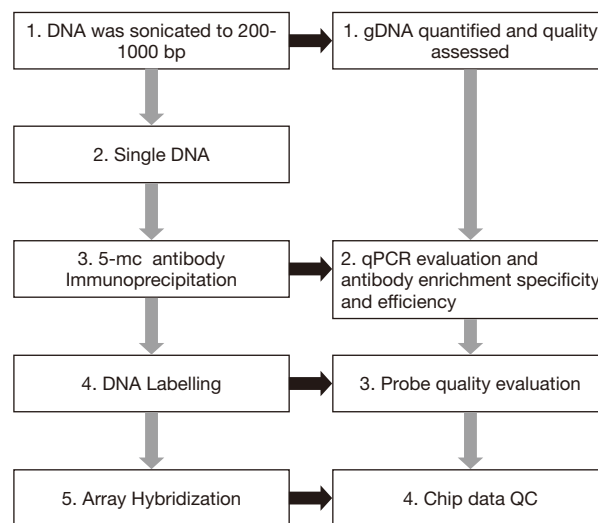 1. DNA was sonicated to 200-
1000 bp
1. gDNA quantified and quality
assessed
2. Single DNA
3. 5-mc antibody
Immunoprecipitation
2. qPCR evaluation and
antibody enrichment specificity
and efficiency
4. DNA Labelling
3. Probe quality evaluation
5. Array Hybridization
4. Chip data QC